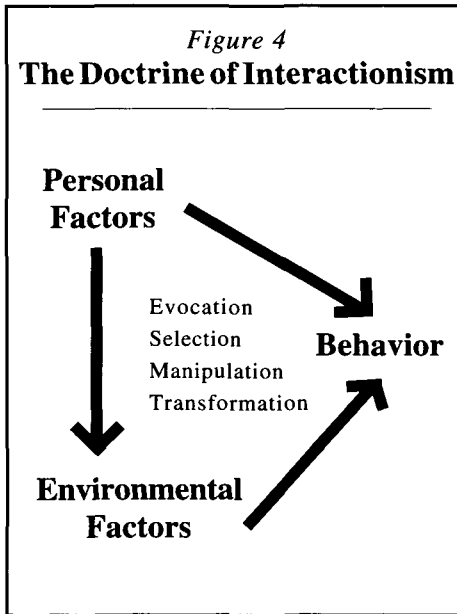 Figure 4
The Doctrine of Interactionism
Personal
Factors
Evocation
Selection
Manipulation
Transformation
Behavior
Environmental
Factors